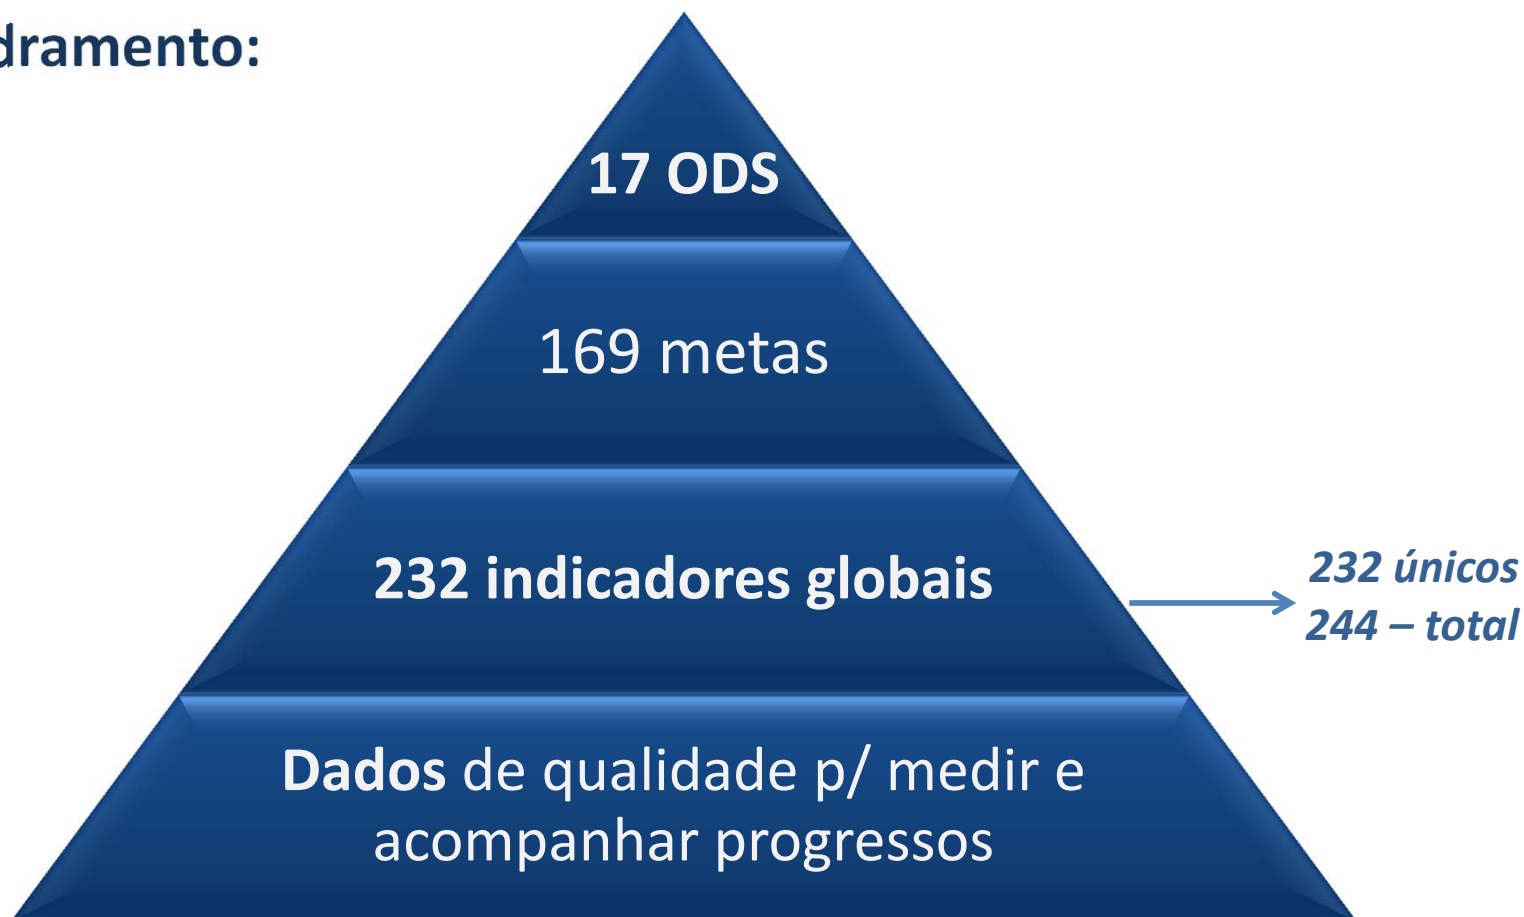 dramento:
17 ODS
169 metas
232 indicadores globais
232 únicos
244 – total
Dados de qualidade p/ medir e
acompanhar progressos